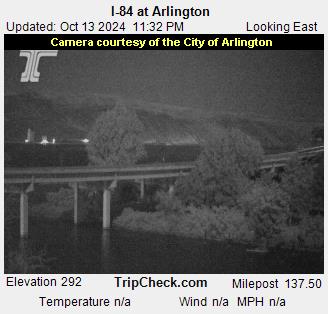 I-84 at Arlington
Updated: Oct 13 2024 11:32 PM Looking East
Camera courtesy of the City of Arlington
Elevation 292 TripCheck.com Milepost 137.50
Temperature n/a Wind n/a MPH n/a